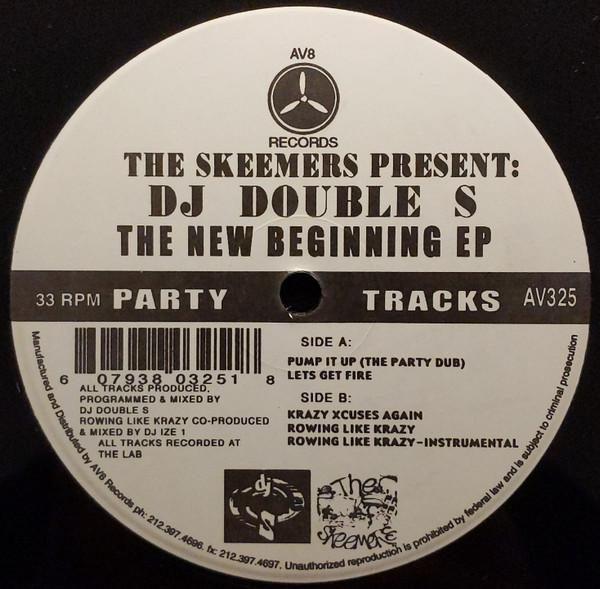 AV8
RECORDS
THE SKEEMERS PRESENT:
DJ DOUBLE S
THE NEW BEGINNING EP
33 RPM PARTY TRACKS AV325
6 07938 03251 8
ALL TRACKS PRODUCED,
PROGRAMMED & MIXED BY
DJ DOUBLE S
ROWING LIKE KRAZY CO-PRODUCED
& MIXED BY DJ IZE 1
ALL TRACKS RECORDED AT
THE LAB
SIDE A:
PUMP IT UP (THE PARTY DUB)
LETS GET FIRE
SIDE B:
KRAZY XCUSES AGAIN
ROWING LIKE KRAZY
ROWING LIKE KRAZY-INSTRUMENTAL
dj
S
The
Skeemers
Manufactured and Distributed by AV8 Records ph: 212.397.4696. fx: 212.397.4697. Unauthorized reproduction is prohibited by federal law and is subject to criminal prosecution